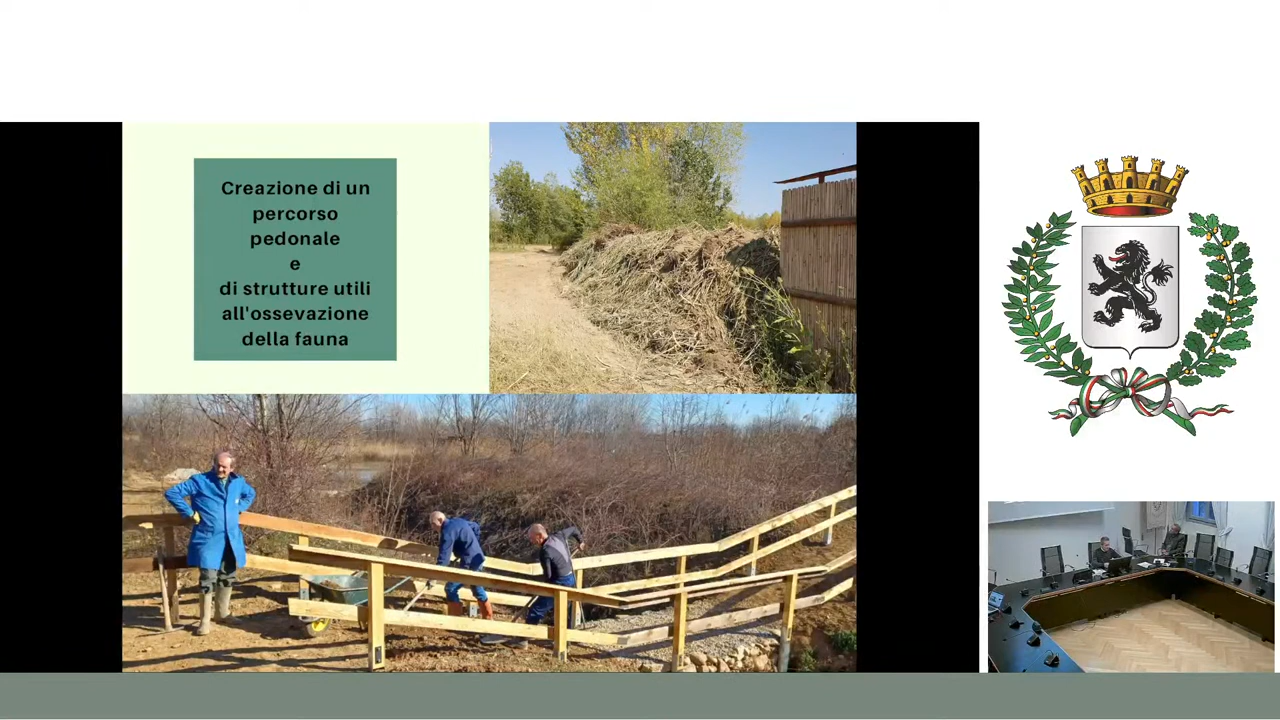 Creazione di un
percorso
pedonale
e
di strutture utili
all'ossevazione
della fauna